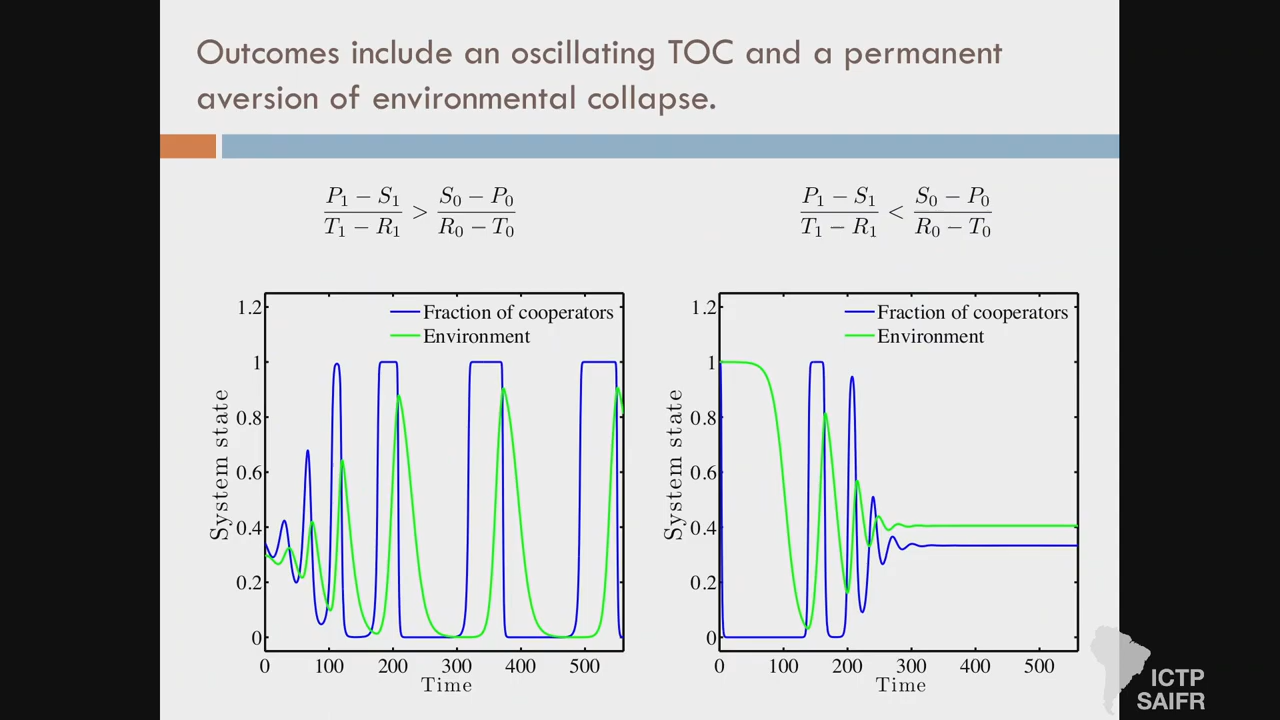 Outcomes include an oscillating TOC and a permanent
aversion of environmental collapse.
P₁ − S₁ / T₁ − R₁ > S₀ − P₀ / R₀ − T₀
P₁ − S₁ / T₁ − R₁ < S₀ − P₀ / R₀ − T₀
System state
1.2
1
0.8
0.6
0.4
0.2
0
Fraction of cooperators
Environment
0 100 200 300 400 500
Time
System state
1.2
1
0.8
0.6
0.4
0.2
0
Fraction of cooperators
Environment
0 100 200 300 400 500
Time
ICTP
SAIFR